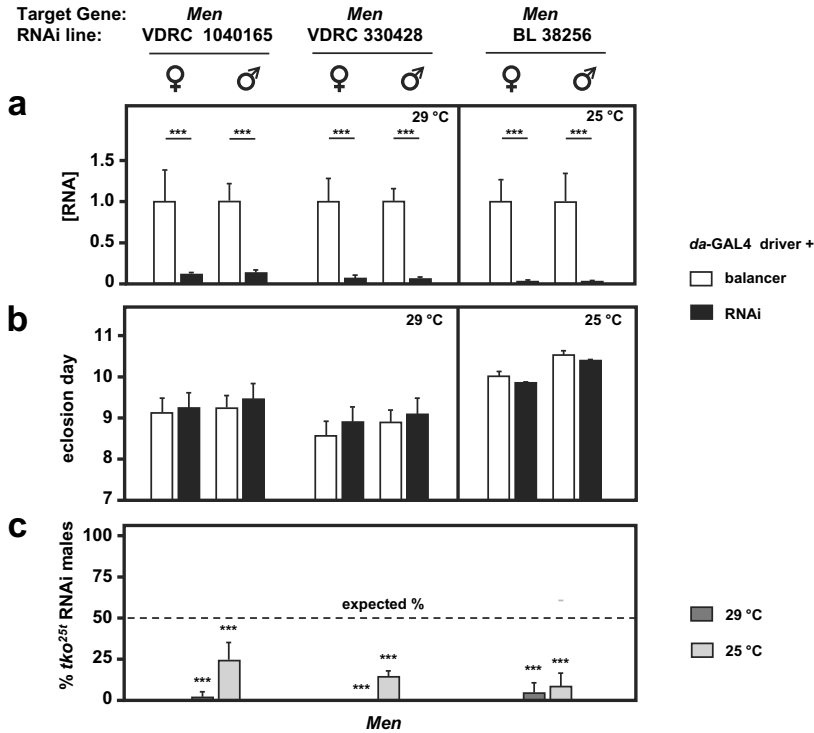 Target Gene: Men Men Men
RNAi line: VDRC 1040165 VDRC 330428 BL 38256
♀ ♂ ♀ ♂ ♀ ♂
a
29 °C 25 °C
*** *** *** *** *** ***
[RNA]
1.5
1.0
0.5
0
da-GAL4 driver +
balancer
RNAi
b
29 °C 25 °C
eclosion day
11
10
9
8
7
c
% tko25t RNAi males
100
75
50
25
0
expected %
*** *** *** *** *** ***
Men
29 °C
25 °C